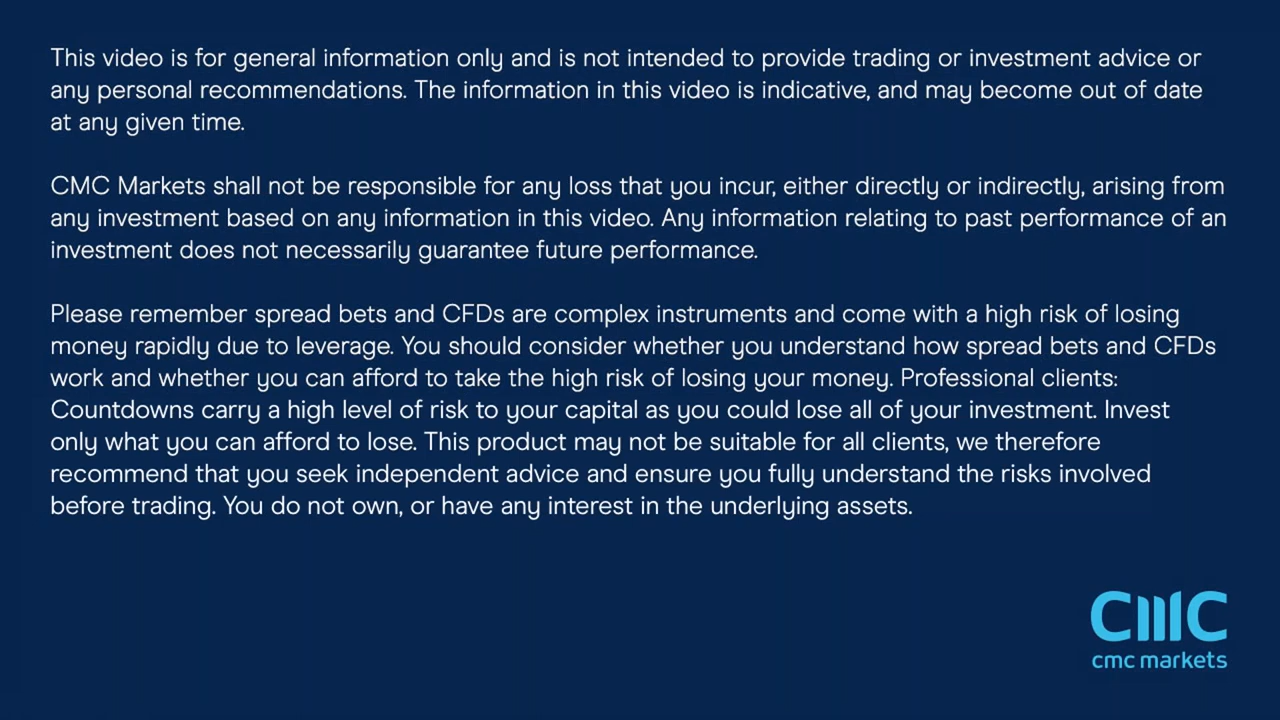 This video is for general information only and is not intended to provide trading or investment advice or
any personal recommendations. The information in this video is indicative, and may become out of date
at any given time.
CMC Markets shall not be responsible for any loss that you incur, either directly or indirectly, arising from
any investment based on any information in this video. Any information relating to past performance of an
investment does not necessarily guarantee future performance.
Please remember spread bets and CFDs are complex instruments and come with a high risk of losing
money rapidly due to leverage. You should consider whether you understand how spread bets and CFDs
work and whether you can afford to take the high risk of losing your money. Professional clients:
Countdowns carry a high level of risk to your capital as you could lose all of your investment. Invest
only what you can afford to lose. This product may not be suitable for all clients, we therefore
recommend that you seek independent advice and ensure you fully understand the risks involved
before trading. You do not own, or have any interest in the underlying assets.
CMC
cmc markets